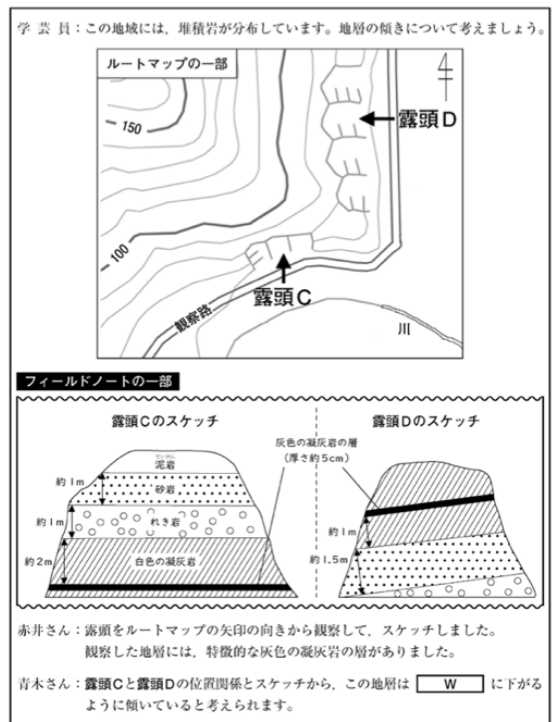 学 芸 員：この地域には，堆積岩が分布しています。地層の傾きについて考えましょう。
ルートマップの一部
150
露頭D
100
露頭C
観察路
川
フィールドノートの一部
露頭Cのスケッチ
露頭Dのスケッチ
灰色の凝灰岩の層
（厚さ約5cm）
でいがん
泥岩
約1m
砂岩
約1m
れき岩
約2m
白色の凝灰岩
約1m
約1.5m
赤井さん：露頭をルートマップの矢印の向きから観察して，スケッチしました。
観察した地層には，特徴的な灰色の凝灰岩の層がありました。
青木さん：露頭Cと露頭Dの位置関係とスケッチから，この地層は W に下がる
ように傾いていると考えられます。